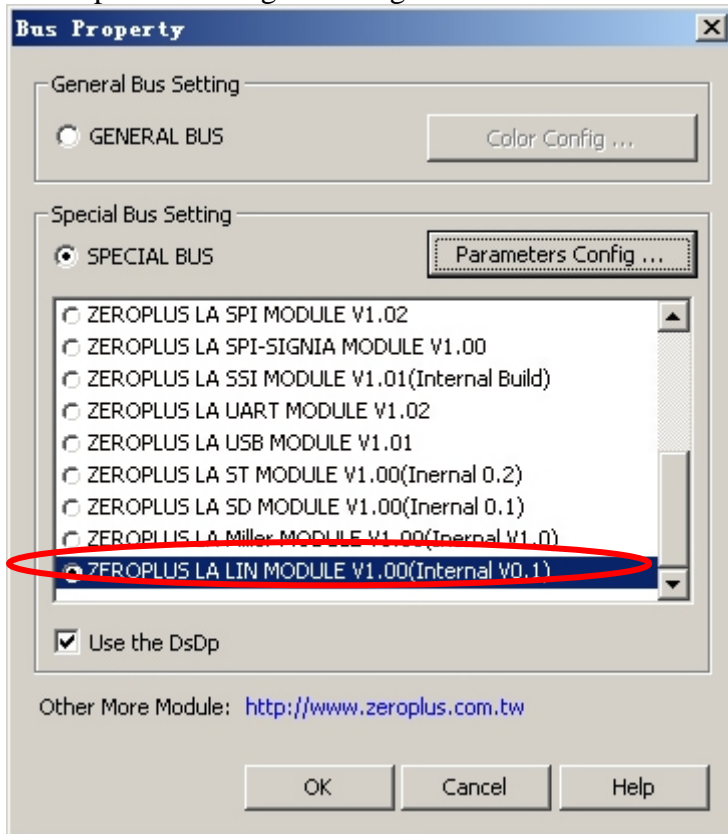 Bus Property
General Bus Setting
GENERAL BUS
Color Config ...
Special Bus Setting
SPECIAL BUS
Parameters Config ...
ZEROPLUS LA SPI MODULE V1.02
ZEROPLUS LA SPI-SIGNIA MODULE V1.00
ZEROPLUS LA SSI MODULE V1.01(Internal Build)
ZEROPLUS LA UART MODULE V1.02
ZEROPLUS LA USB MODULE V1.01
ZEROPLUS LA ST MODULE V1.00(Inernal 0.2)
ZEROPLUS LA SD MODULE V1.00(Inernal 0.1)
ZEROPLUS LA Miller MODULE V1.00(Inernal V1.0)
ZEROPLUS LA LIN MODULE V1.00(Internal V0.1)
Use the DsDp
Other More Module: http://www.zeroplus.com.tw
OK Cancel Help